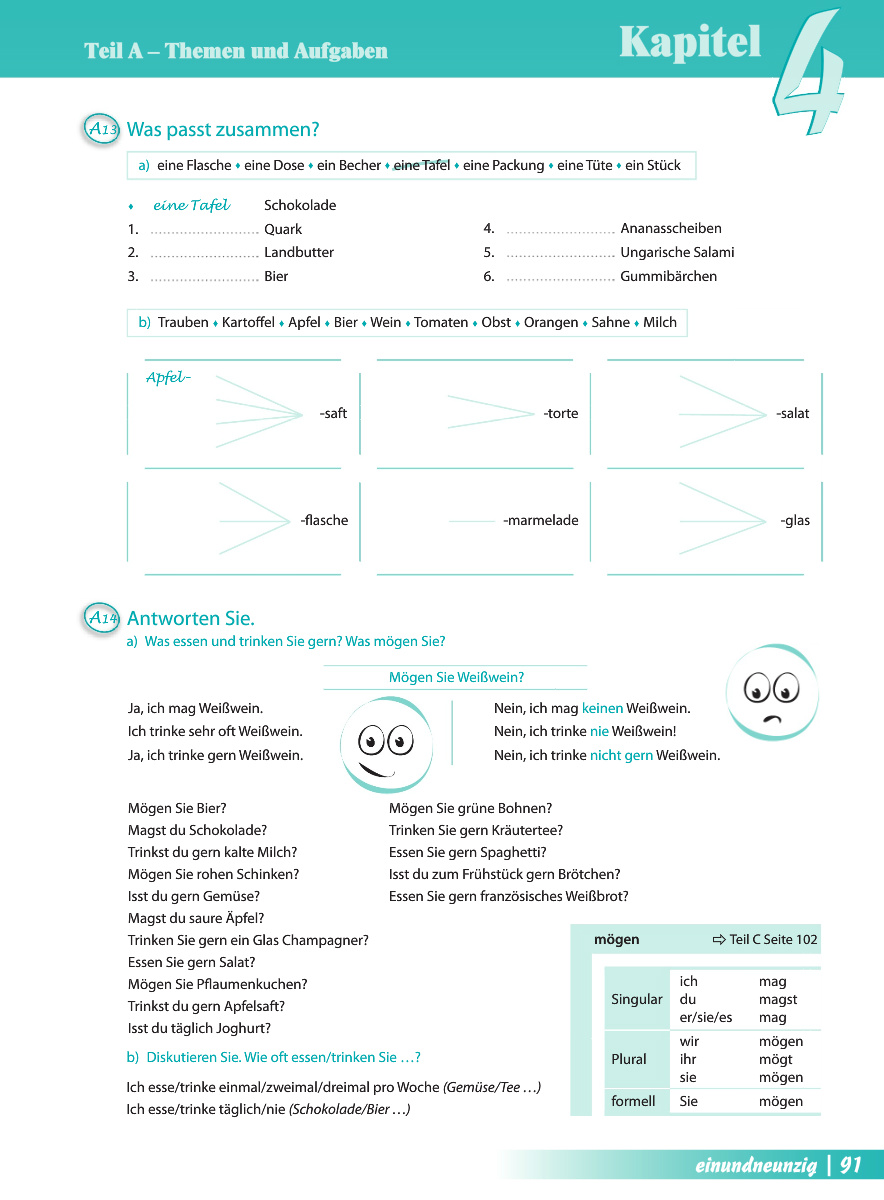 Teil A – Themen und Aufgaben
Kapitel 4
A13 Was passt zusammen?
a) eine Flasche ♦ eine Dose ♦ ein Becher ♦ eine Tafel ♦ eine Packung ♦ eine Tüte ♦ ein Stück
♦ eine Tafel Schokolade
1. .......................... Quark
2. .......................... Landbutter
3. .......................... Bier
4. .......................... Ananasscheiben
5. .......................... Ungarische Salami
6. .......................... Gummibärchen
b) Trauben ♦ Kartoffel ♦ Apfel ♦ Bier ♦ Wein ♦ Tomaten ♦ Obst ♦ Orangen ♦ Sahne ♦ Milch
Apfel-
-saft
-torte
-salat
-flasche
-marmelade
-glas
A14 Antworten Sie.
a) Was essen und trinken Sie gern? Was mögen Sie?
Mögen Sie Weißwein?
Ja, ich mag Weißwein.
Ich trinke sehr oft Weißwein.
Ja, ich trinke gern Weißwein.
Nein, ich mag keinen Weißwein.
Nein, ich trinke nie Weißwein!
Nein, ich trinke nicht gern Weißwein.
Mögen Sie Bier?
Magst du Schokolade?
Trinkst du gern kalte Milch?
Mögen Sie rohen Schinken?
Isst du gern Gemüse?
Magst du saure Äpfel?
Trinken Sie gern ein Glas Champagner?
Essen Sie gern Salat?
Mögen Sie Pflaumenkuchen?
Trinkst du gern Apfelsaft?
Isst du täglich Joghurt?
Mögen Sie grüne Bohnen?
Trinken Sie gern Kräutertee?
Essen Sie gern Spaghetti?
Isst du zum Frühstück gern Brötchen?
Essen Sie gern französisches Weißbrot?
b) Diskutieren Sie. Wie oft essen/trinken Sie …?
Ich esse/trinke einmal/zweimal/dreimal pro Woche (Gemüse/Tee …)
Ich esse/trinke täglich/nie (Schokolade/Bier …)
mögen ⇨ Teil C Seite 102
Singular
ich mag
du magst
er/sie/es mag
Plural
wir mögen
ihr mögt
sie mögen
formell Sie mögen
einundneunzig | 91